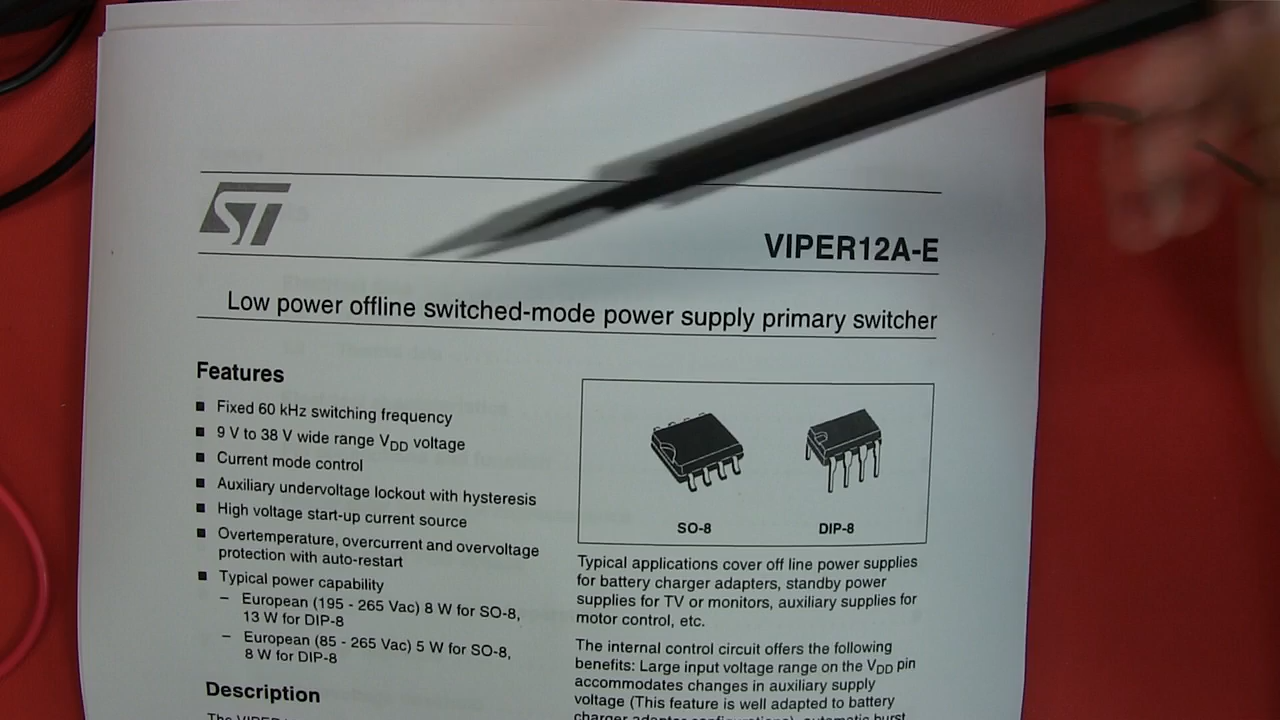 ST
VIPER12A-E
Low power offline switched-mode power supply primary switcher
Features
Fixed 60 kHz switching frequency
9 V to 38 V wide range VDD voltage
Current mode control
Auxiliary undervoltage lockout with hysteresis
High voltage start-up current source
Overtemperature, overcurrent and overvoltage
protection with auto-restart
Typical power capability
– European (195 - 265 Vac) 8 W for SO-8,
13 W for DIP-8
– European (85 - 265 Vac) 5 W for SO-8,
8 W for DIP-8
Description
SO-8
DIP-8
Typical applications cover off line power supplies
for battery charger adapters, standby power
supplies for TV or monitors, auxiliary supplies for
motor control, etc.
The internal control circuit offers the following
benefits: Large input voltage range on the VDD pin
accommodates changes in auxiliary supply
voltage (This feature is well adapted to battery
charger adapter configurations), automatic burst